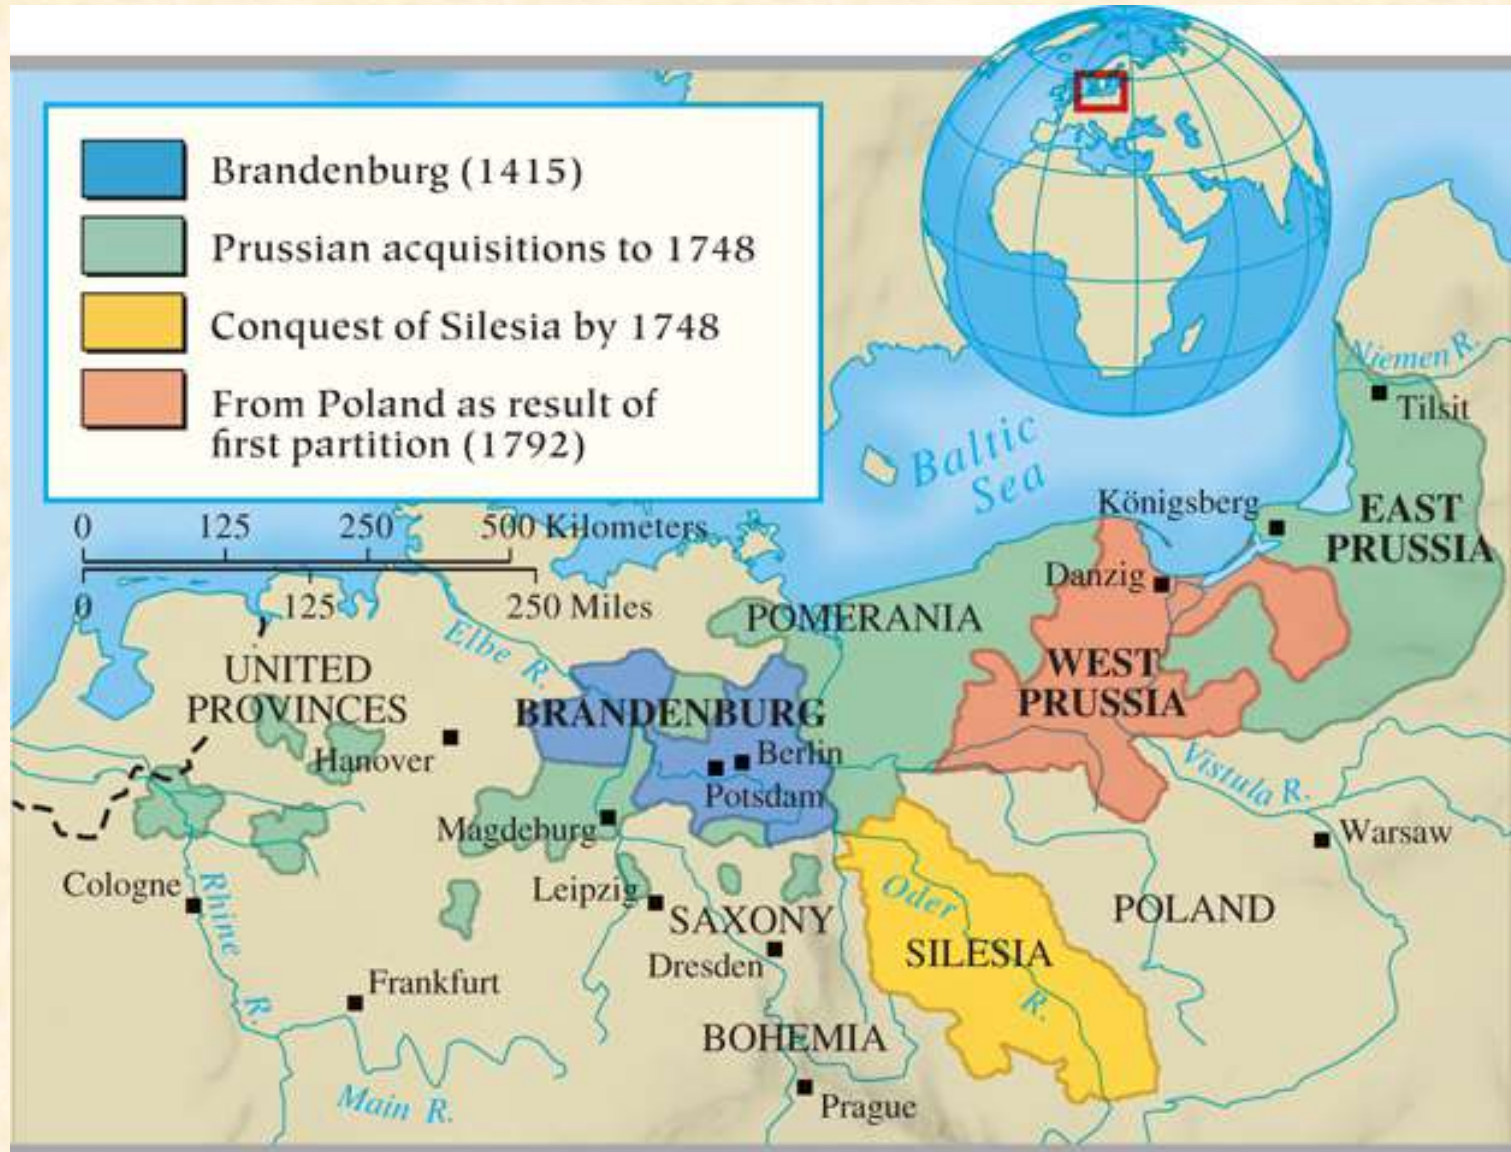 Brandenburg (1415)
Prussian acquisitions to 1748
Conquest of Silesia by 1748
From Poland as result of
first partition (1792)
0 125 250 500 Kilometers
0 125 250 Miles
Baltic
Sea
Niemen R.
Tilsit
Königsberg
EAST
PRUSSIA
Danzig
POMERANIA
WEST
PRUSSIA
Elbe R.
UNITED
PROVINCES
Hanover
BRANDENBURG
Berlin
Potsdam
Vistula R.
Magdeburg
Warsaw
Cologne
Rhine
R.
Leipzig
SAXONY
Dresden
Oder
R.
SILESIA
POLAND
Frankfurt
BOHEMIA
Main R.
Prague